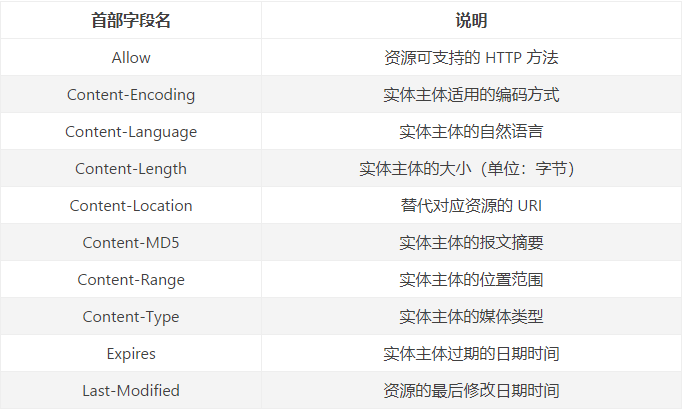 首部字段名 说明
Allow 资源可支持的 HTTP 方法
Content-Encoding 实体主体适用的编码方式
Content-Language 实体主体的自然语言
Content-Length 实体主体的大小（单位：字节）
Content-Location 替代对应资源的 URI
Content-MD5 实体主体的报文摘要
Content-Range 实体主体的位置范围
Content-Type 实体主体的媒体类型
Expires 实体主体过期的日期时间
Last-Modified 资源的最后修改日期时间